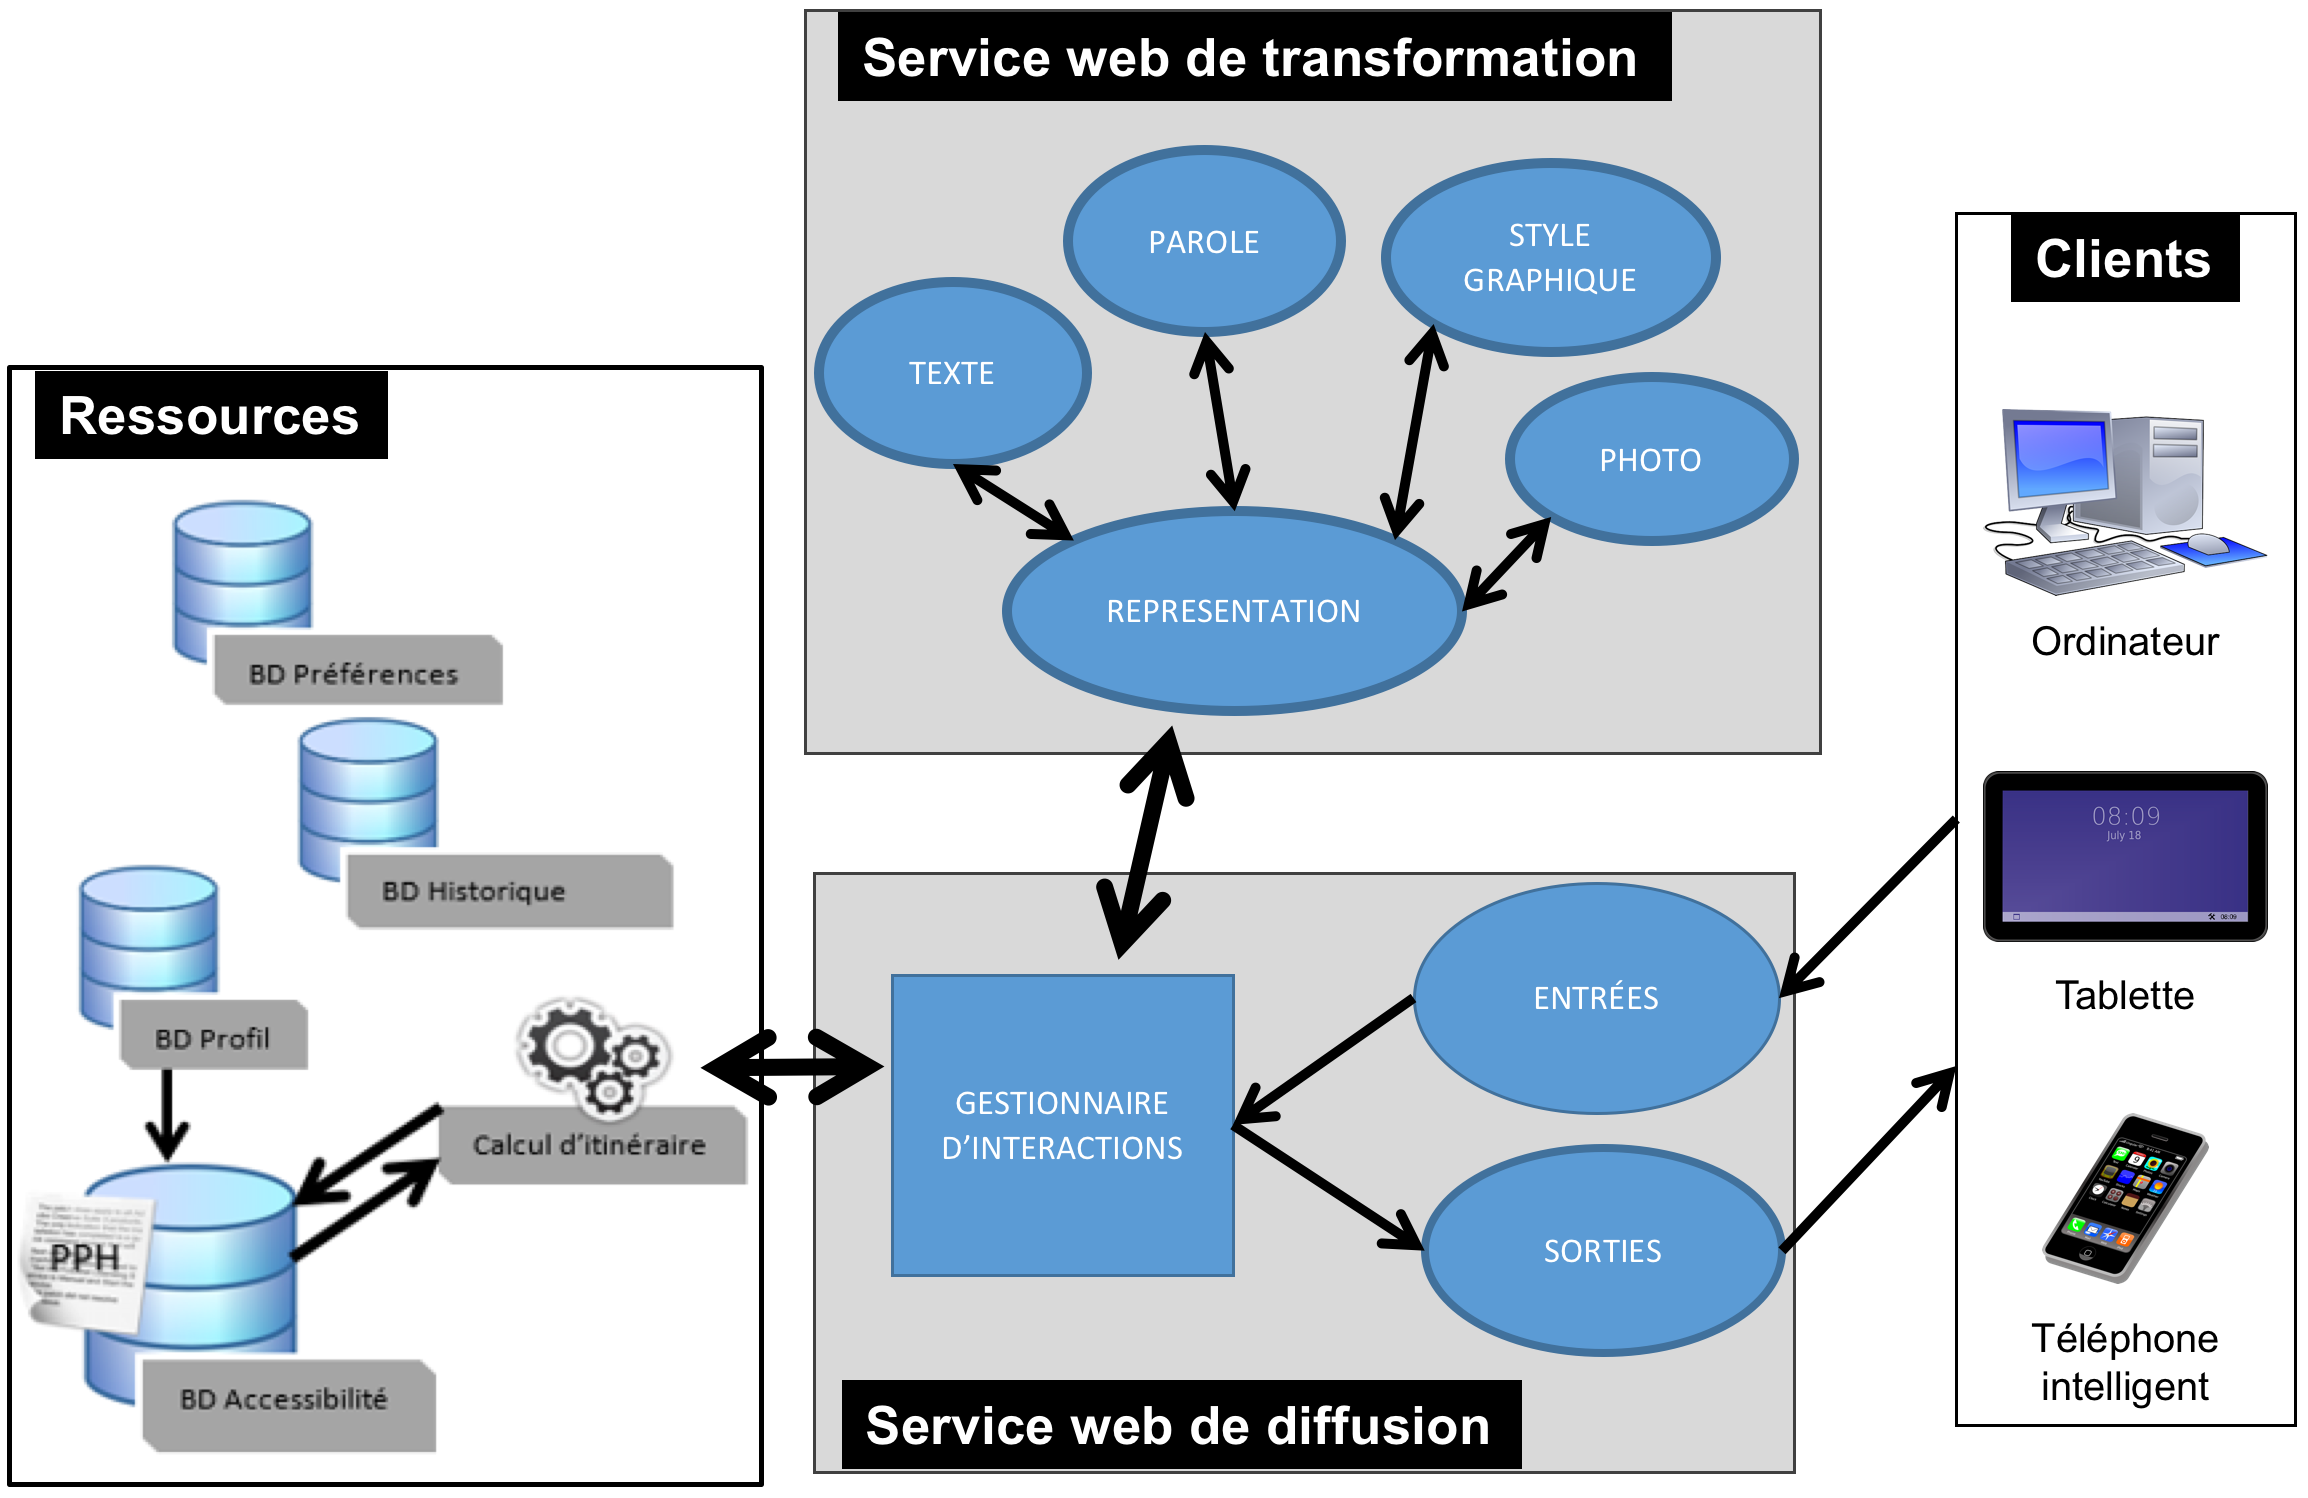 Service web de transformation
PAROLE
STYLE
GRAPHIQUE
TEXTE
PHOTO
REPRESENTATION
Ressources
BD Préférences
BD Historique
BD Profil
Calcul d’itinéraire
PPH
BD Accessibilité
GESTIONNAIRE
D’INTERACTIONS
ENTRÉES
SORTIES
Service web de diffusion
Clients
Ordinateur
08:09
July 18
08:09
Tablette
Téléphone
intelligent